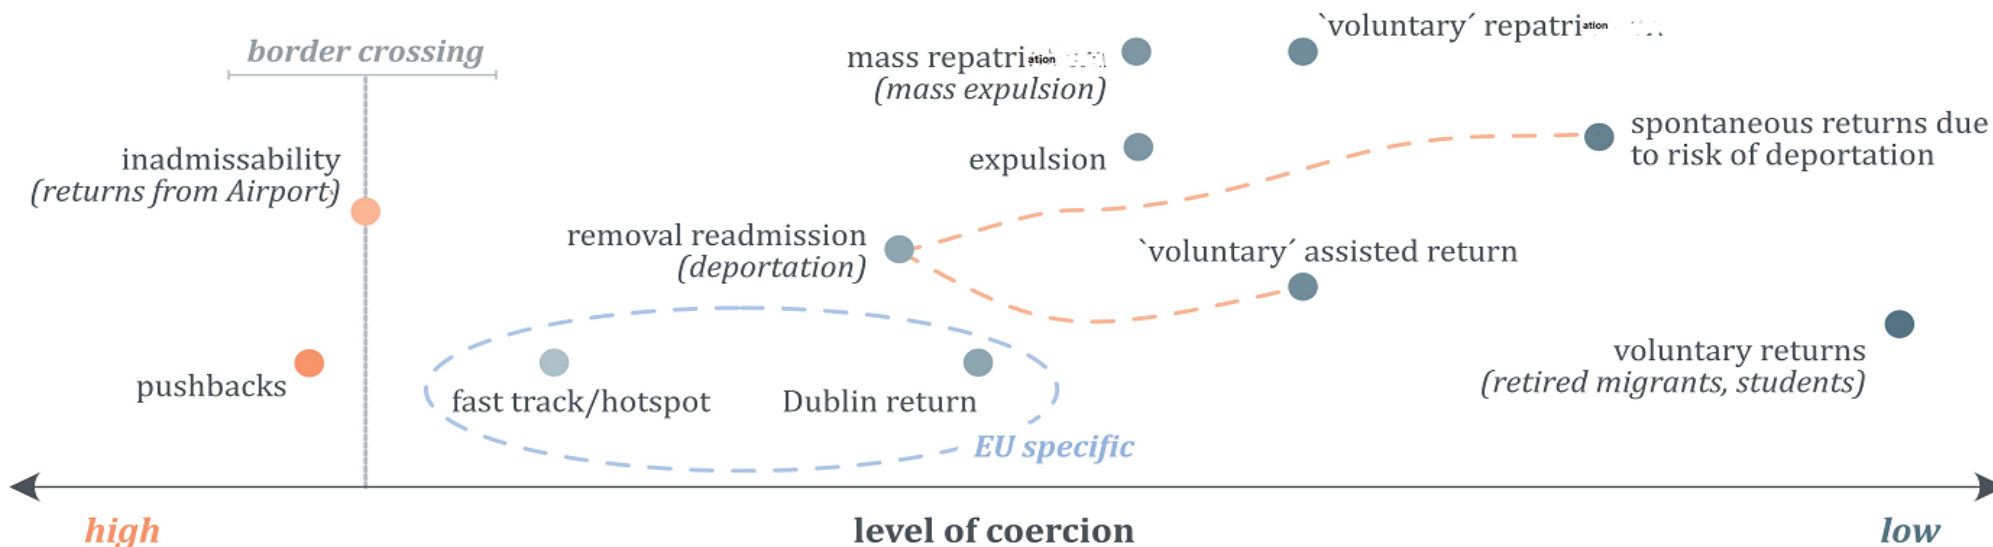 border crossing
`voluntary´ repatriation
mass repatriation
(mass expulsion)
spontaneous returns due
to risk of deportation
inadmissability
(returns from Airport)
expulsion
removal readmission
(deportation)
`voluntary´ assisted return
pushbacks
fast track/hotspot
Dublin return
voluntary returns
(retired migrants, students)
EU specific
high
level of coercion
low